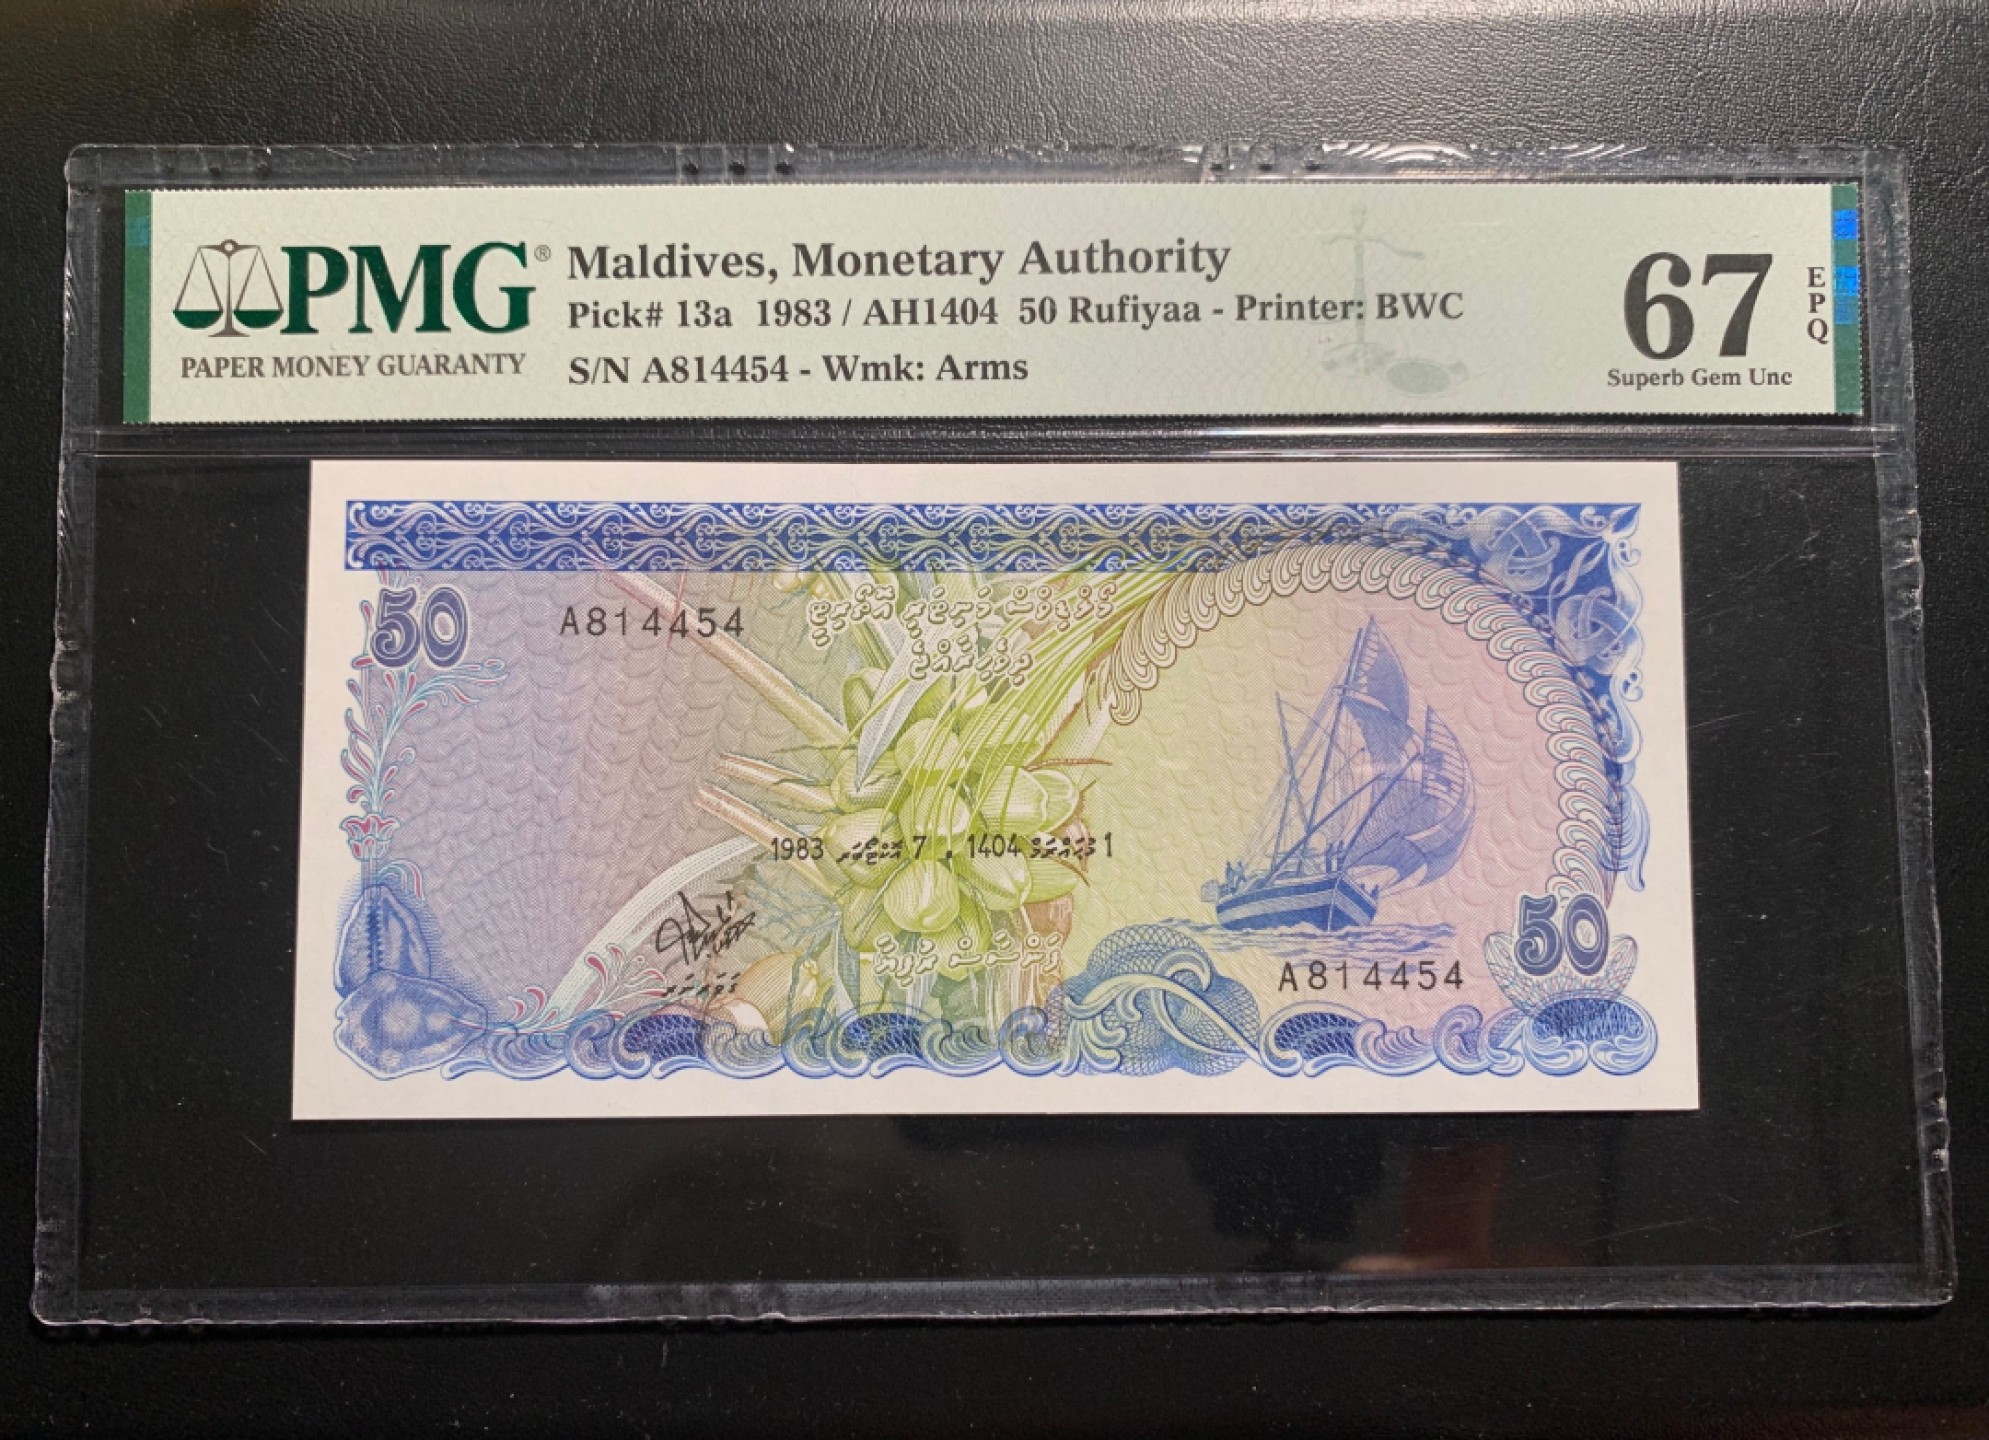 PMG®
PAPER MONEY GUARANTY
Maldives, Monetary Authority
Pick# 13a 1983 / AH1404 50 Rufiyaa - Printer: BWC
S/N A814454 - Wmk: Arms
67
EPQ
Superb Gem Unc
50
A814454
މޯލްޑިވްސް މަނިޓަރީ އޮތޯރިޓީ
ދިވެހިރާއްޖެ
1 މުޙައްރަމް 1404 ، 7 އޮކްޓޯބަރ 1983
ގަވަރުނަރު
ފަންސާސް ރުފިޔާ
50
A814454